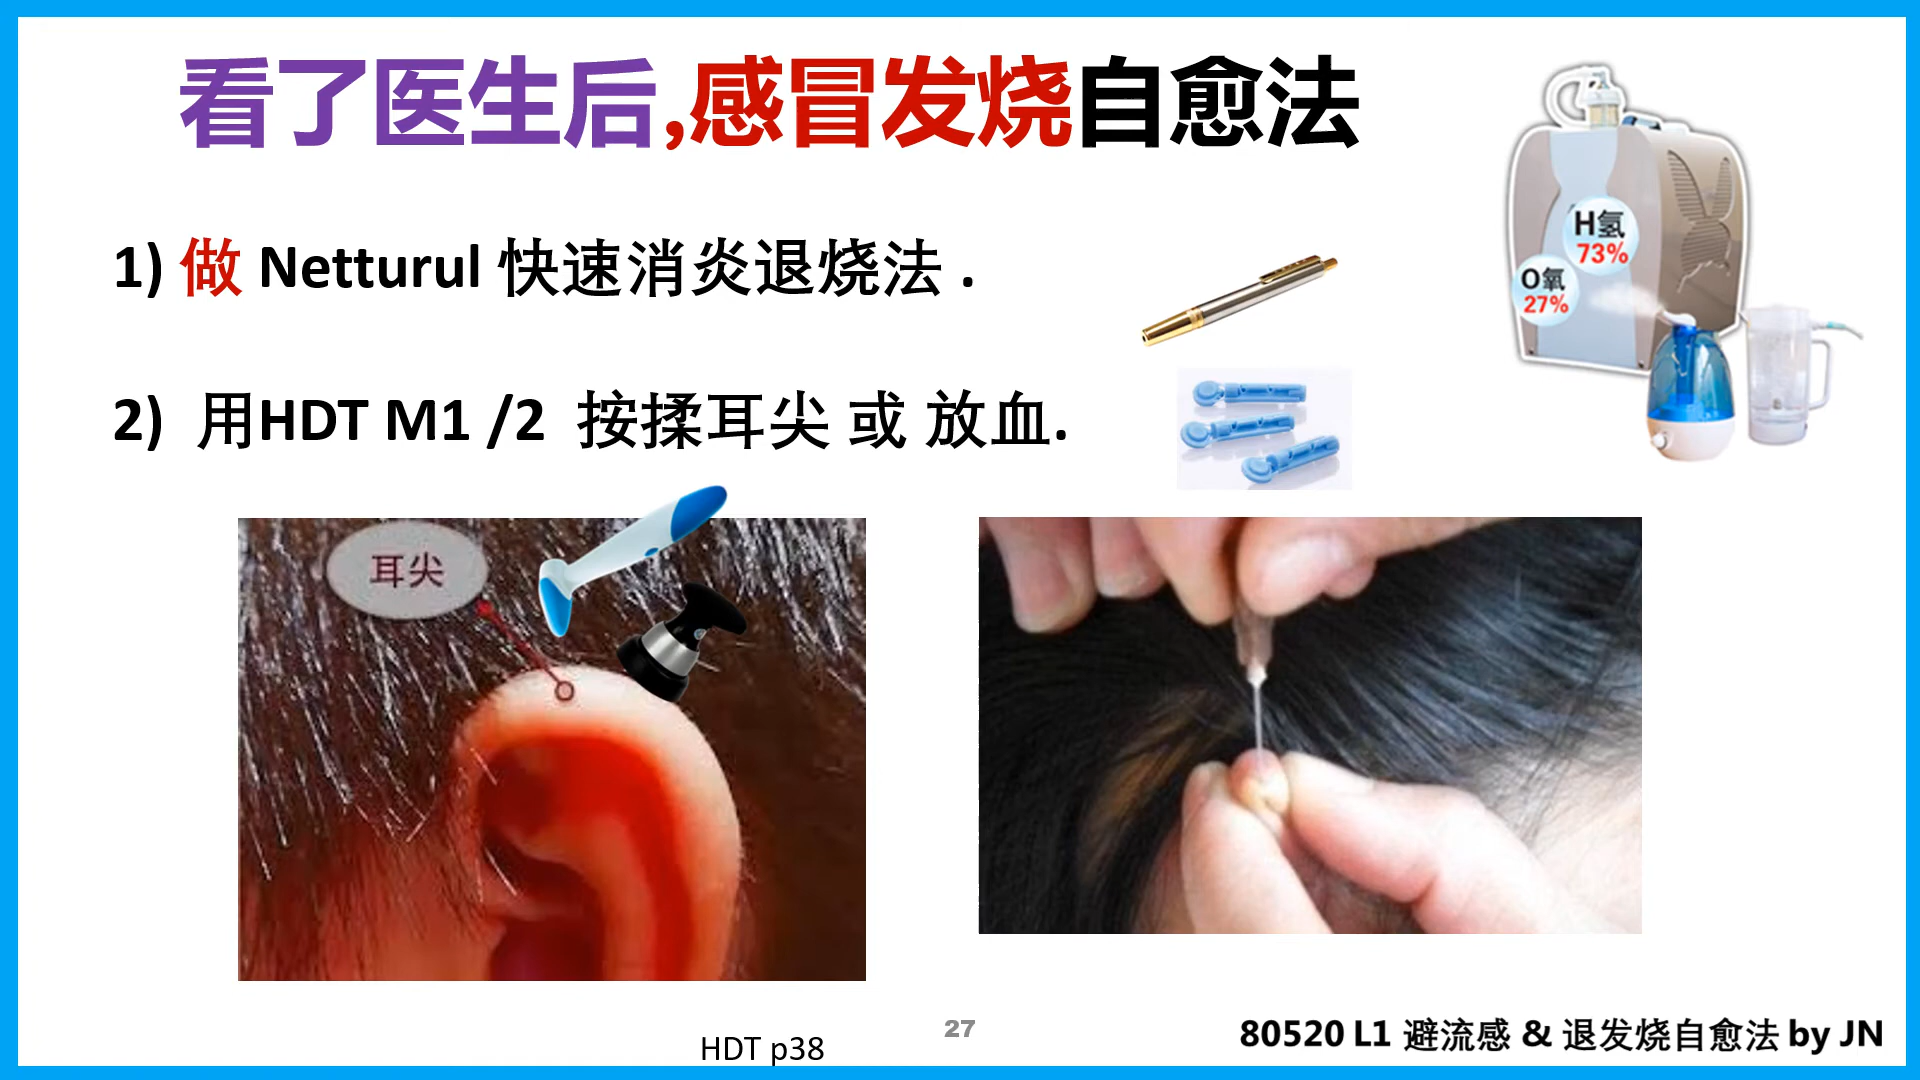 看了医生后,感冒发烧自愈法
1) 做 Netturul 快速消炎退烧法 .
H氢
73%
O氧
27%
2) 用HDT M1 /2 按揉耳尖 或 放血.
耳尖
HDT p38
27
80520 L1 避流感 & 退发烧自愈法 by JN